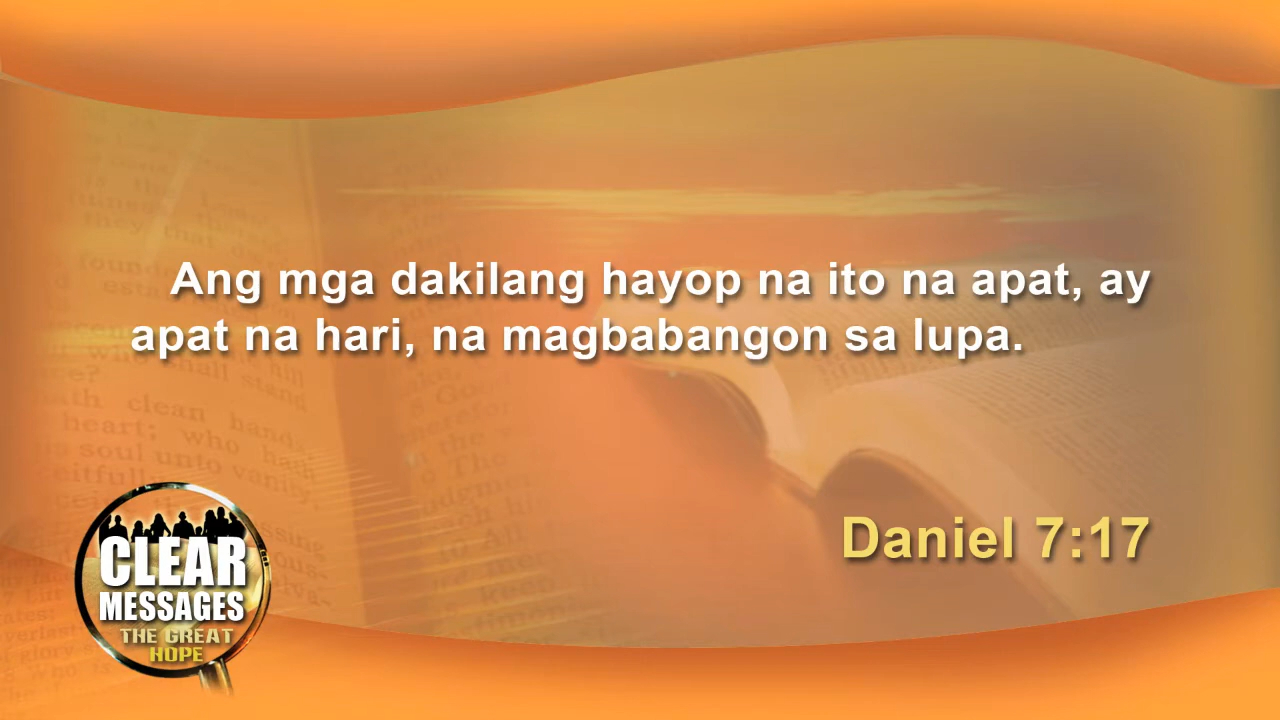 Ang mga dakilang hayop na ito na apat, ay
apat na hari, na magbabangon sa lupa.
Daniel 7:17
CLEAR
MESSAGES
THE GREAT
HOPE